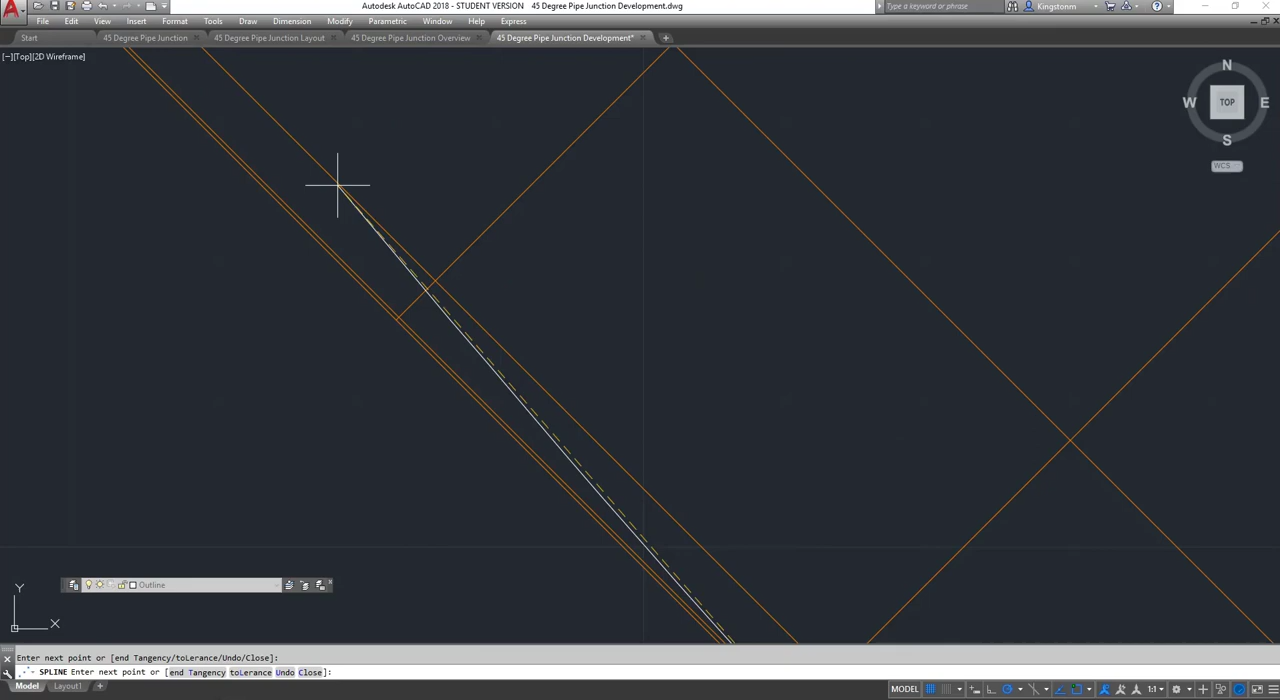 Autodesk AutoCAD 2018 - STUDENT VERSION 45 Degree Pipe Junction Development.dwg
Type a keyword or phrase
Kingstonm
File Edit View Insert Format Tools Draw Dimension Modify Parametric Window Help Express
Start 45 Degree Pipe Junction 45 Degree Pipe Junction Layout 45 Degree Pipe Junction Overview 45 Degree Pipe Junction Development*
[−][Top][2D Wireframe]
N
W TOP E
S
WCS
Outline
Y
X
Enter next point or [end Tangency/toLerance/Undo/Close]:
SPLINE Enter next point or [end Tangency toLerance Undo Close]:
Model Layout1 +
MODEL 1:1